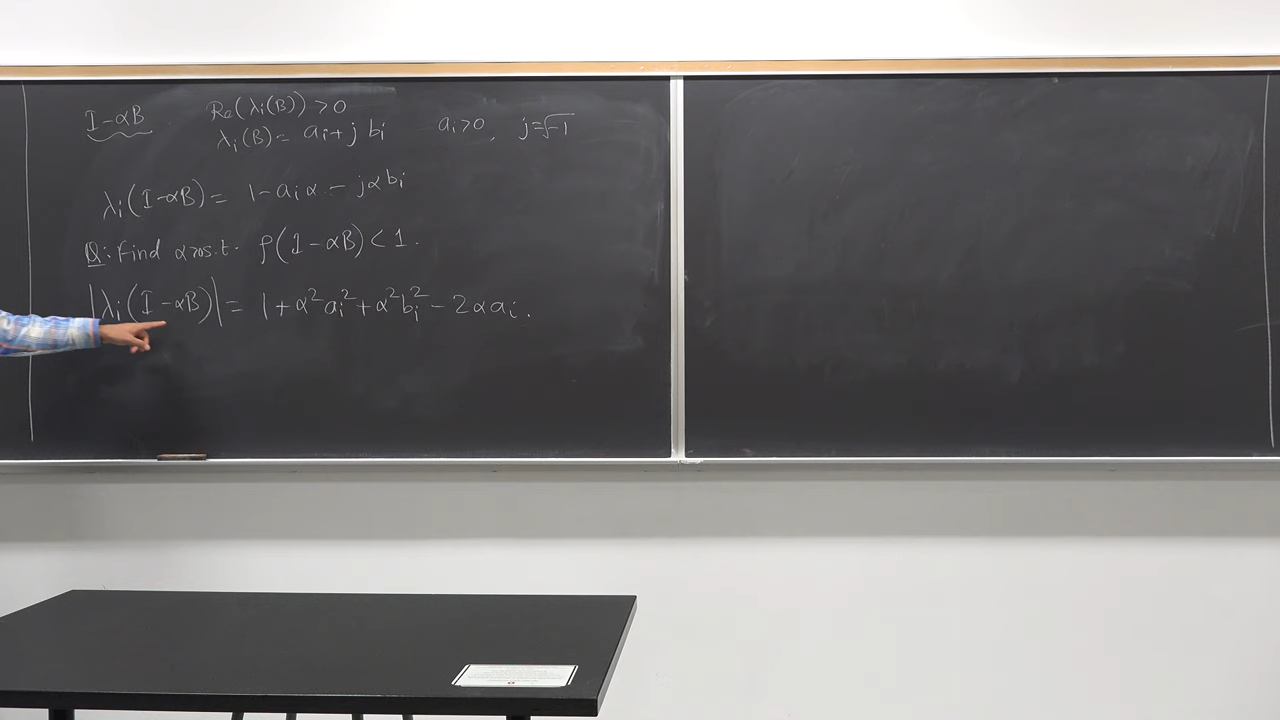 I-αB Re(λi(B))>0
λi(B)= ai+j bi ai>0, j=√-1
λi(I-αB)= 1-aiα - jαbi
Q: Find α>0 s.t. ρ(I-αB)<1.
|λi(I-αB)|= 1+α²ai²+α²bi²-2αai.